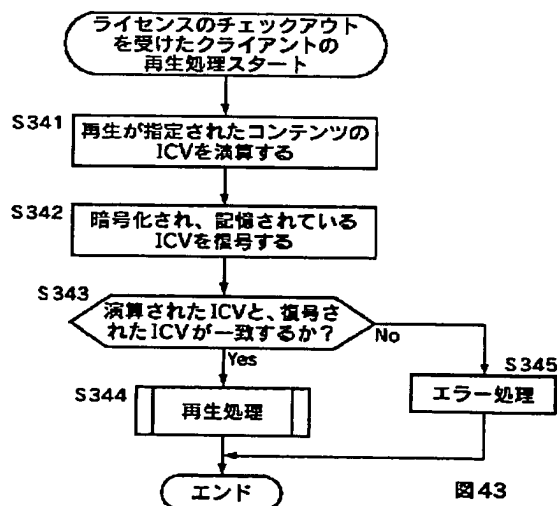 ライセンスのチェックアウト
を受けたクライアントの
再生処理スタート
S341
再生が指定されたコンテンツの
ICVを演算する
S342
暗号化され、記憶されている
ICVを復号する
S343
演算されたICVと、復号さ
れたICVが一致するか?
No
Yes
S344
再生処理
S345
エラー処理
エンド
図43